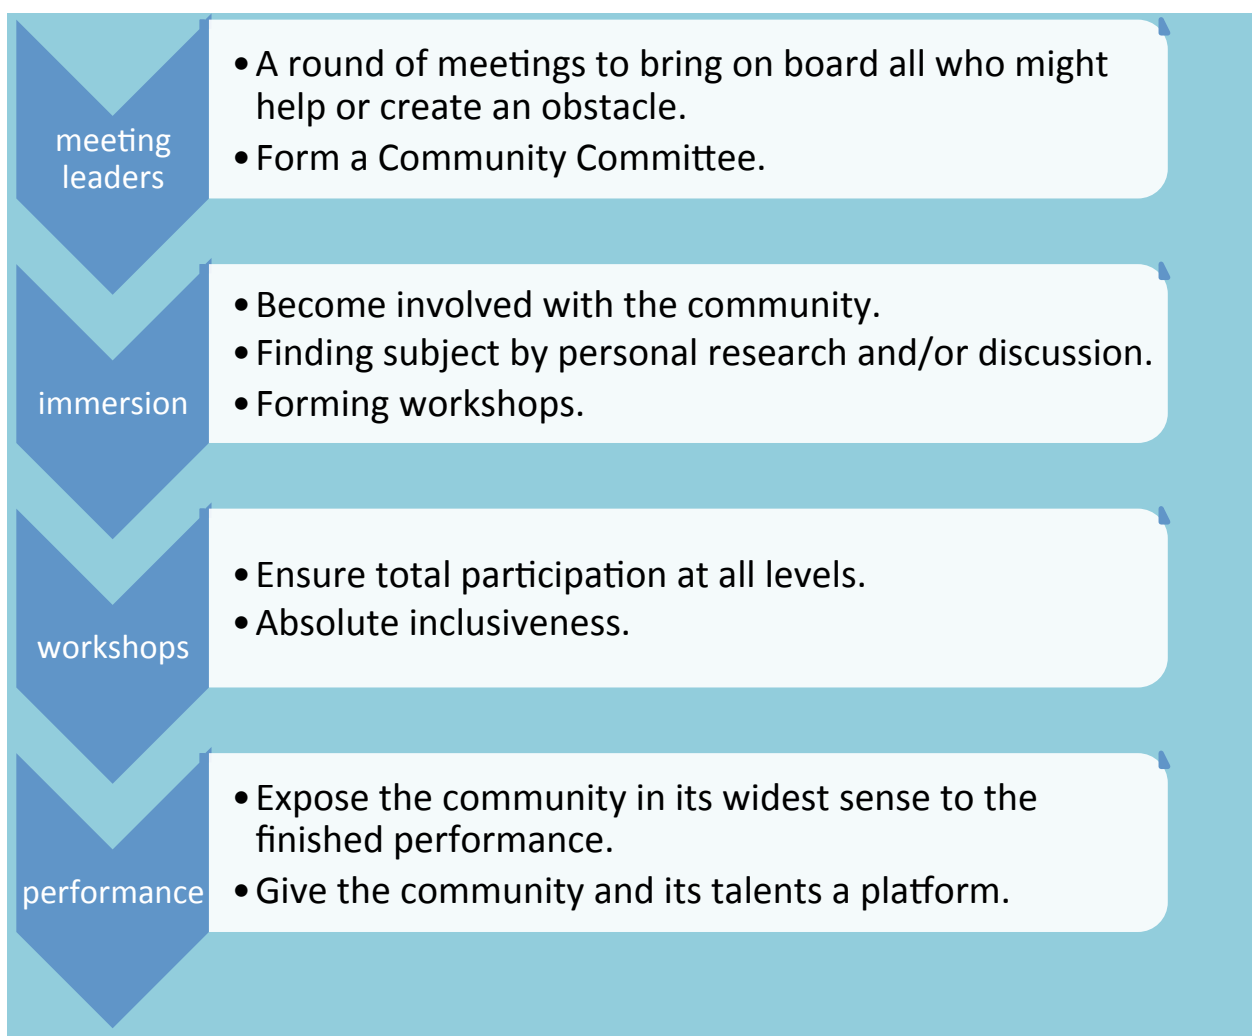 meeting
leaders
• A round of meetings to bring on board all who might
help or create an obstacle.
• Form a Community Committee.
immersion
• Become involved with the community.
• Finding subject by personal research and/or discussion.
• Forming workshops.
workshops
• Ensure total participation at all levels.
• Absolute inclusiveness.
performance
• Expose the community in its widest sense to the
finished performance.
• Give the community and its talents a platform.